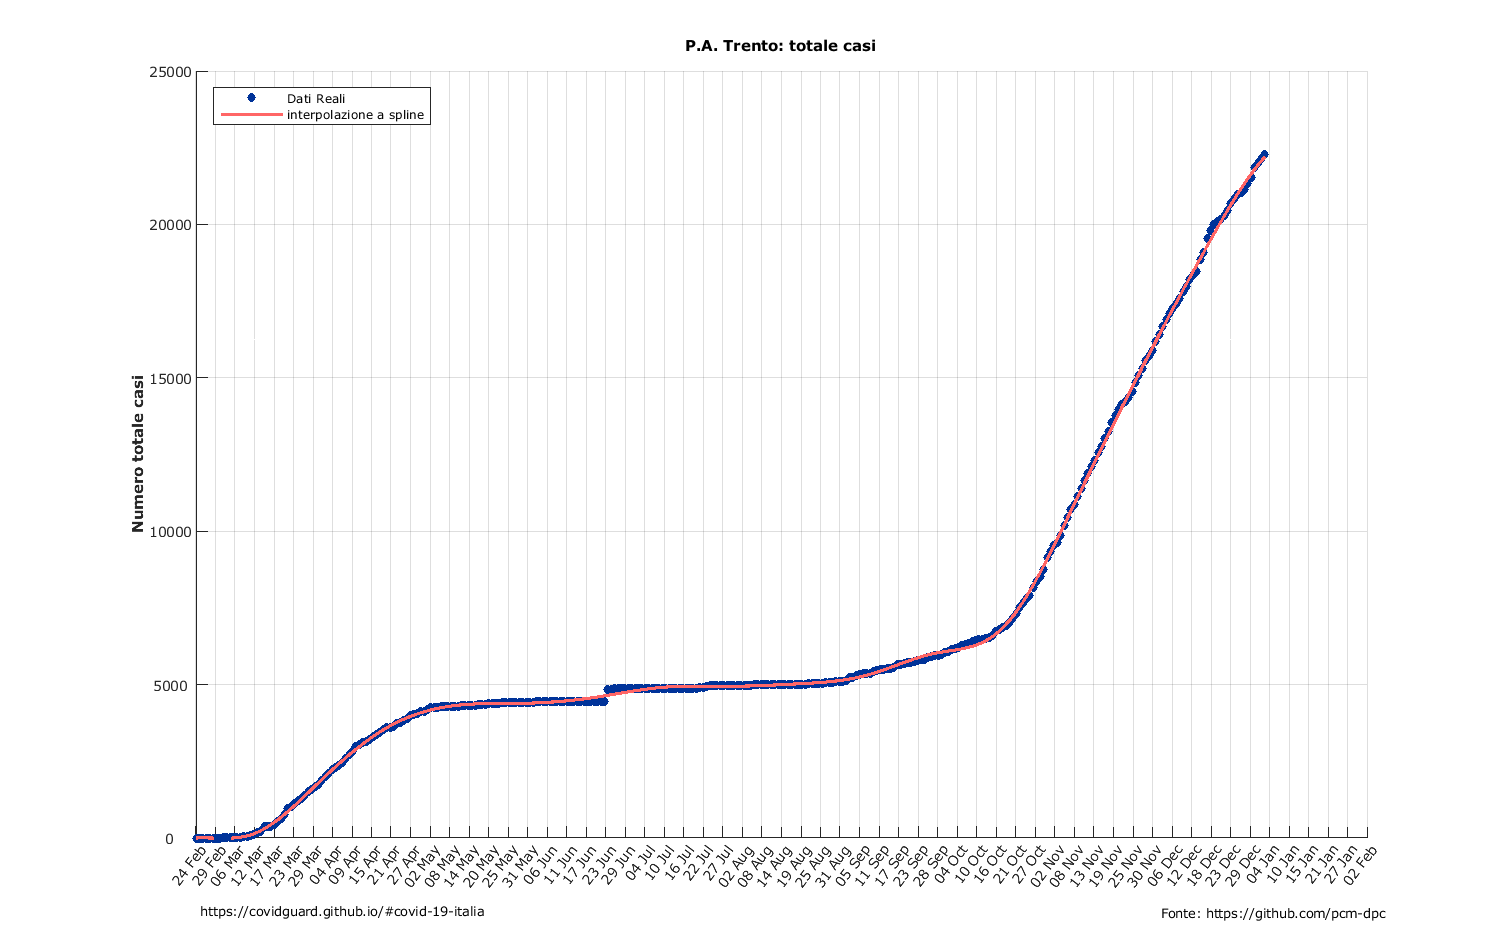 P.A. Trento: totale casi
25000
20000
15000
10000
5000
0
Numero totale casi
Dati Reali
interpolazione a spline
24 Feb
29 Feb
06 Mar
12 Mar
17 Mar
23 Mar
29 Mar
04 Apr
09 Apr
15 Apr
21 Apr
27 Apr
02 May
08 May
14 May
20 May
25 May
31 May
06 Jun
11 Jun
17 Jun
23 Jun
29 Jun
04 Jul
10 Jul
16 Jul
22 Jul
27 Jul
02 Aug
08 Aug
14 Aug
19 Aug
25 Aug
31 Aug
05 Sep
11 Sep
17 Sep
23 Sep
28 Sep
04 Oct
10 Oct
16 Oct
21 Oct
27 Oct
02 Nov
08 Nov
13 Nov
19 Nov
25 Nov
30 Nov
06 Dec
12 Dec
18 Dec
23 Dec
29 Dec
04 Jan
10 Jan
15 Jan
21 Jan
27 Jan
02 Feb
https://covidguard.github.io/#covid-19-italia
Fonte: https://github.com/pcm-dpc